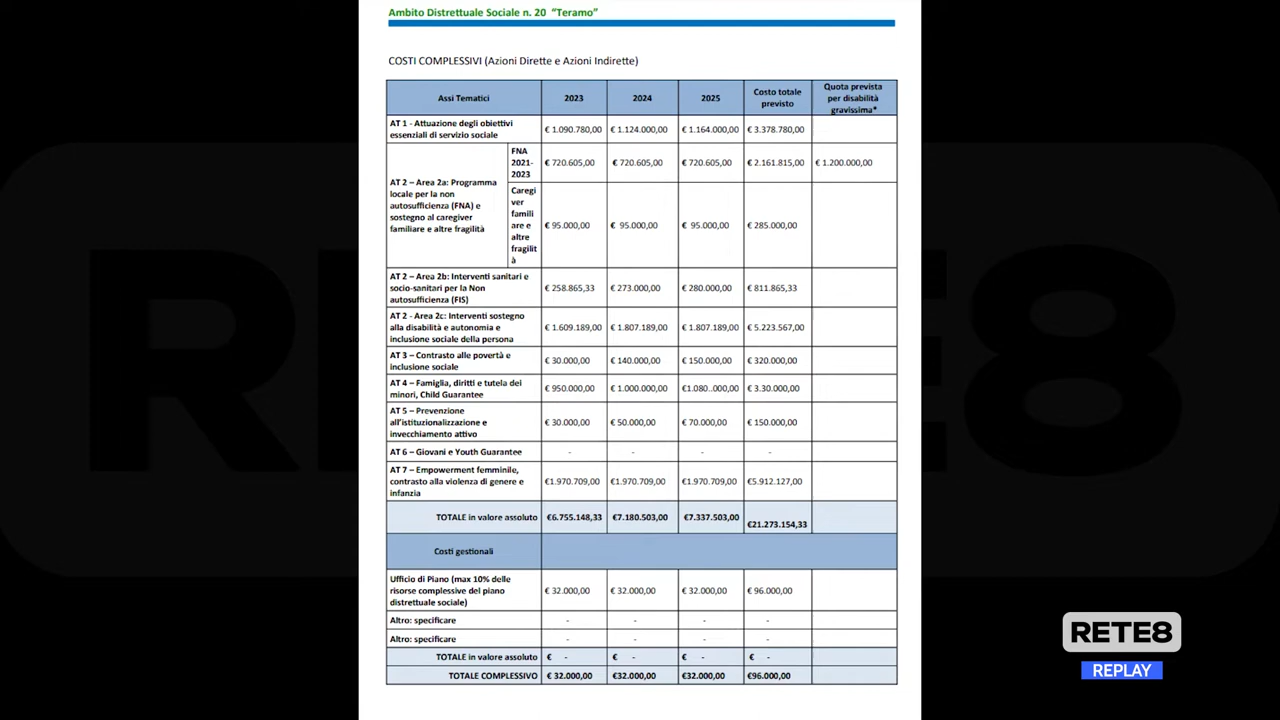 Ambito Distrettuale Sociale n. 20 “Teramo”
COSTI COMPLESSIVI (Azioni Dirette e Azioni Indirette)
Assi Tematici 2023 2024 2025 Costo totale previsto Quota prevista per disabilità gravissima*
AT 1 - Attuazione degli obiettivi
essenziali di servizio sociale
€ 1.090.780,00 € 1.124.000,00 € 1.164.000,00 € 3.378.780,00
AT 2 – Area 2a: Programma
locale per la non
autosufficienza (FNA) e
sostegno al caregiver
familiare e altre fragilità
FNA
2021-
2023
€ 720.605,00 € 720.605,00 € 720.605,00 € 2.161.815,00 € 1.200.000,00
Caregi
ver
famili
are e
altre
fragilit
à
€ 95.000,00 € 95.000,00 € 95.000,00 € 285.000,00
AT 2 – Area 2b: Interventi sanitari e
socio-sanitari per la Non
autosufficienza (FIS)
€ 258.865,33 € 273.000,00 € 280.000,00 € 811.865,33
AT 2 - Area 2c: Interventi sostegno
alla disabilità e autonomia e
inclusione sociale della persona
€ 1.609.189,00 € 1.807.189,00 € 1.807.189,00 € 5.223.567,00
AT 3 – Contrasto alle povertà e
inclusione sociale
€ 30.000,00 € 140.000,00 € 150.000,00 € 320.000,00
AT 4 – Famiglia, diritti e tutela dei
minori, Child Guarantee
€ 950.000,00 € 1.000.000,00 €1.080..000,00 € 3.30.000,00
AT 5 – Prevenzione
all’istituzionalizzazione e
invecchiamento attivo
€ 30.000,00 € 50.000,00 € 70.000,00 € 150.000,00
AT 6 – Giovani e Youth Guarantee - - - -
AT 7 – Empowerment femminile,
contrasto alla violenza di genere e
infanzia
€1.970.709,00 €1.970.709,00 €1.970.709,00 €5.912.127,00
TOTALE in valore assoluto €6.755.148,33 €7.180.503,00 €7.337.503,00 €21.273.154,33
Costi gestionali
Ufficio di Piano (max 10% delle
risorse complessive del piano
distrettuale sociale)
€ 32.000,00 € 32.000,00 € 32.000,00 € 96.000,00
Altro: specificare - - - -
Altro: specificare - - - -
TOTALE in valore assoluto € - € - € - € -
TOTALE COMPLESSIVO € 32.000,00 €32.000,00 €32.000,00 €96.000,00
RETE8
REPLAY
RETE8